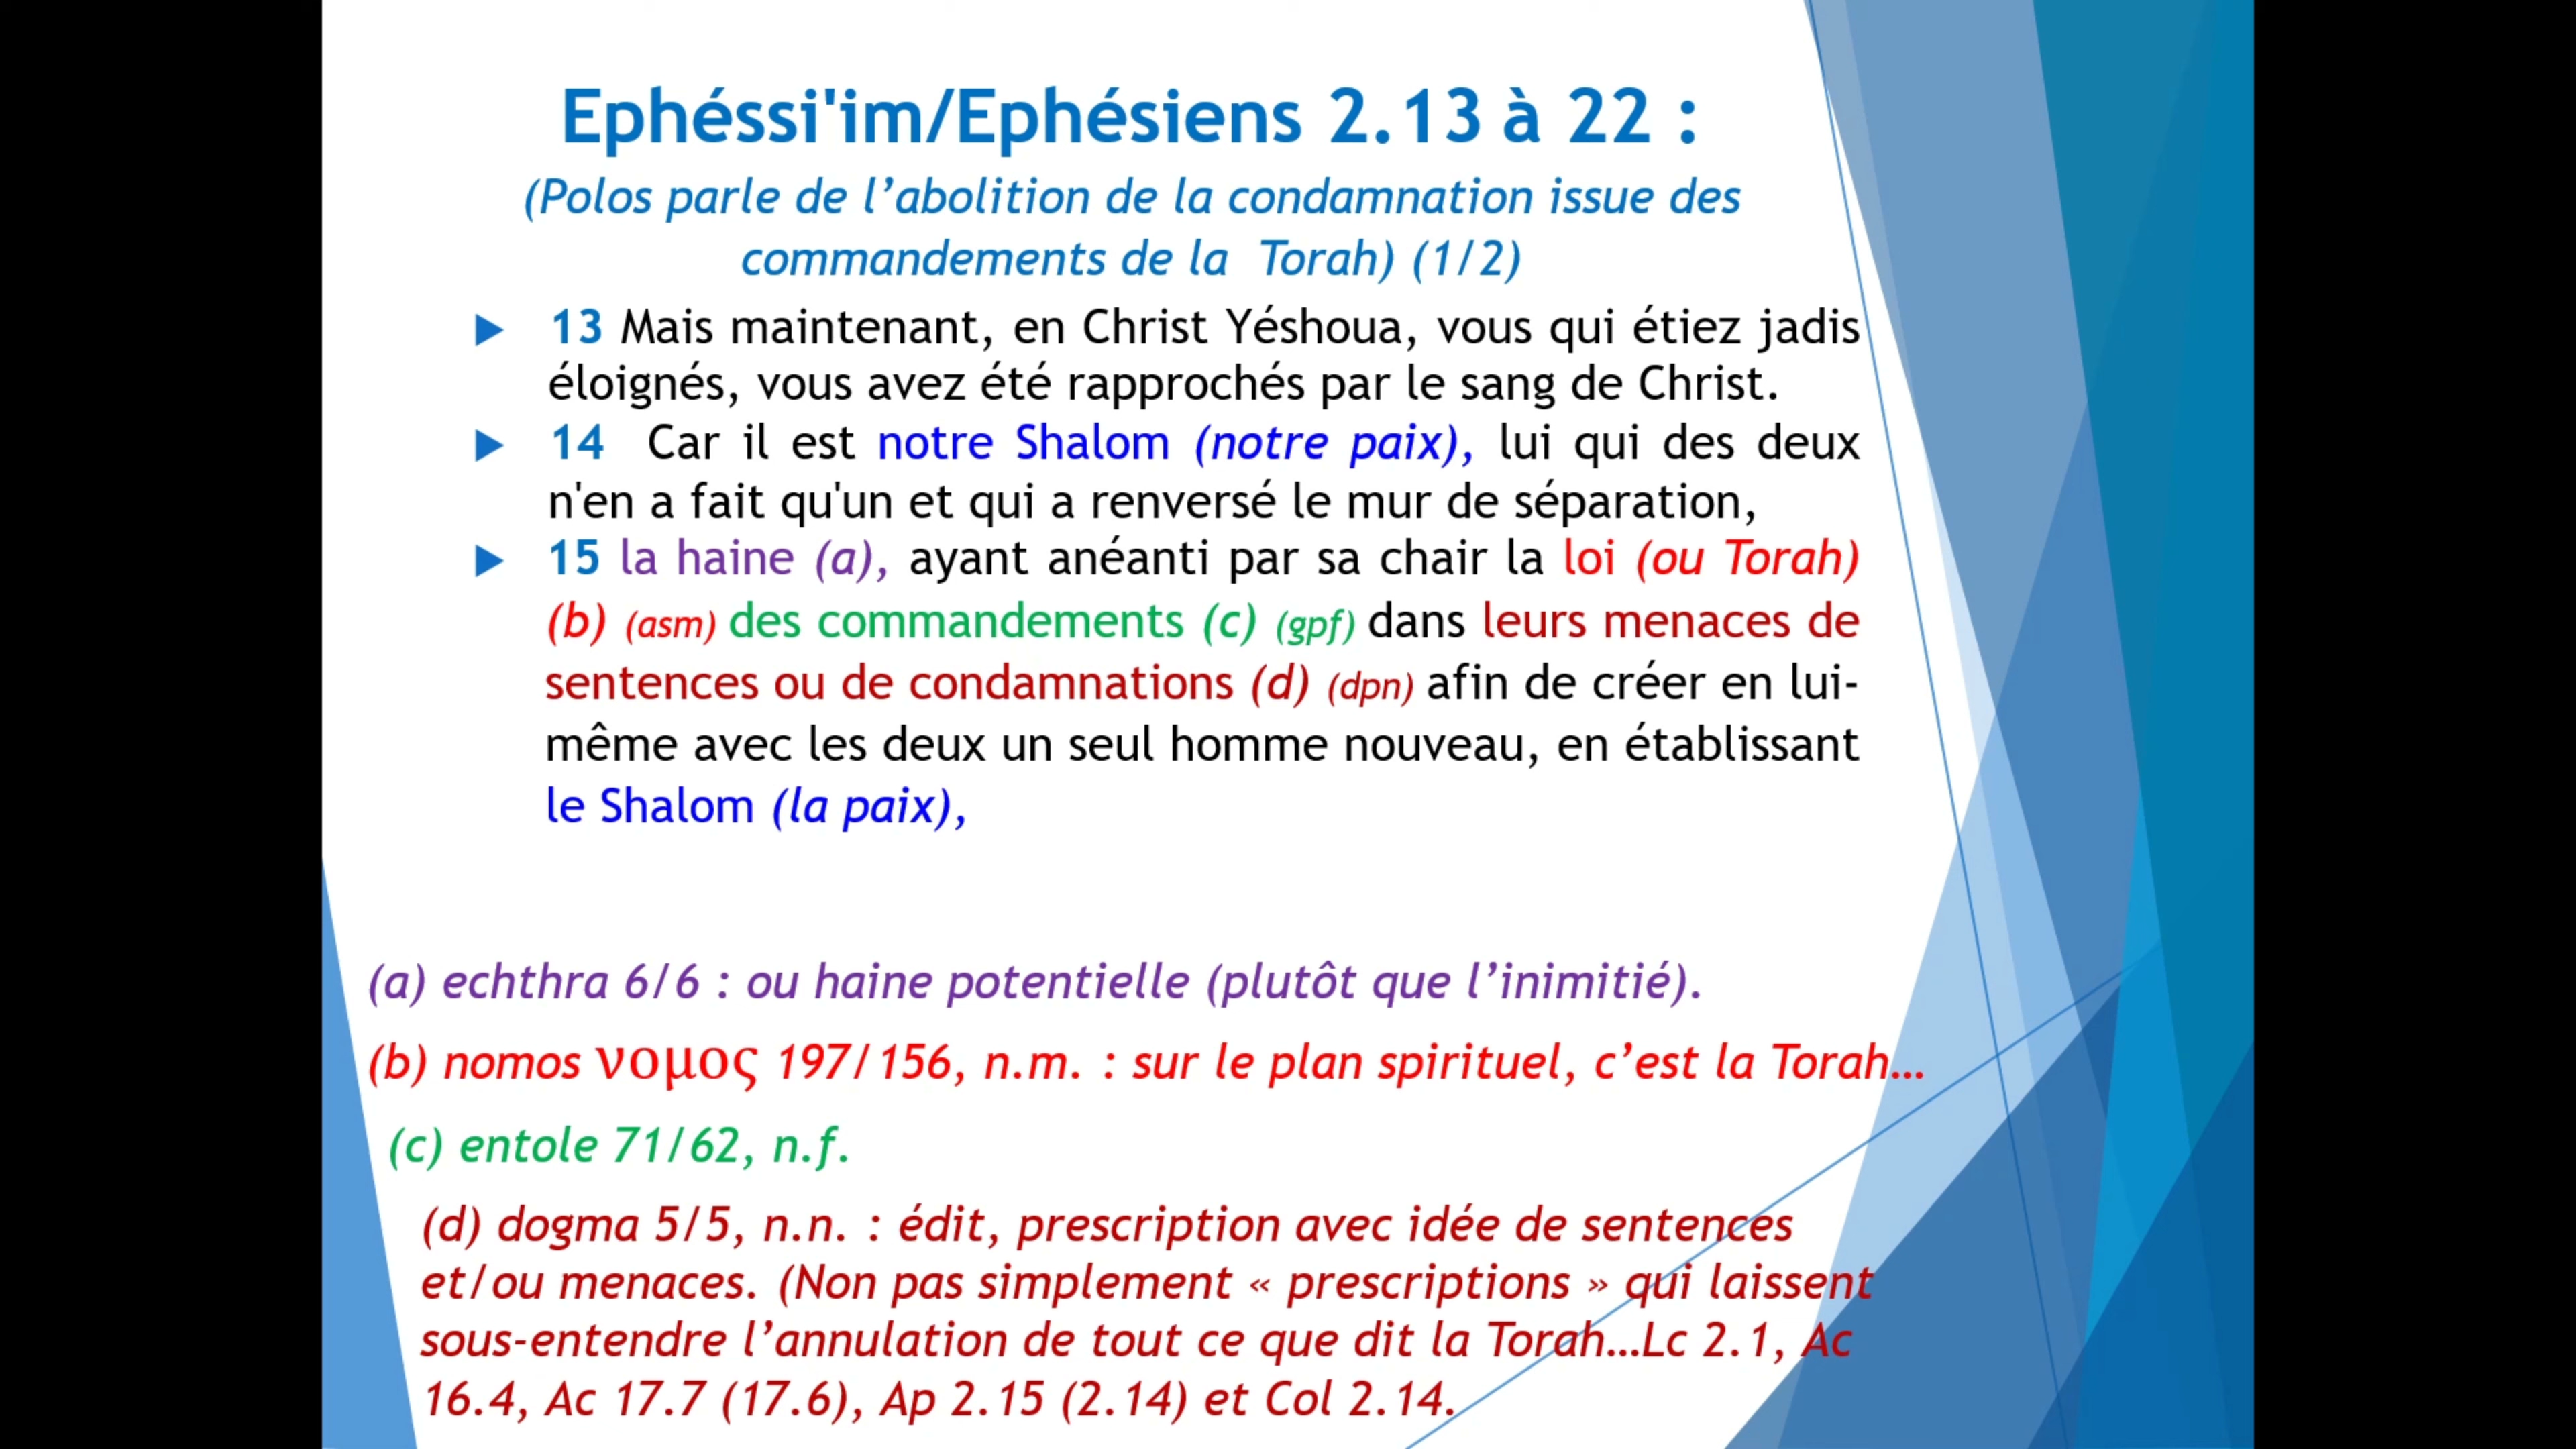 Ephéssi'im/Ephésiens 2.13 à 22 :
(Polos parle de l’abolition de la condamnation issue des
commandements de la Torah) (1/2)
13 Mais maintenant, en Christ Yéshoua, vous qui étiez jadis
éloignés, vous avez été rapprochés par le sang de Christ.
14 Car il est notre Shalom (notre paix), lui qui des deux
n'en a fait qu'un et qui a renversé le mur de séparation,
15 la haine (a), ayant anéanti par sa chair la loi (ou Torah)
(b) (asm) des commandements (c) (gpf) dans leurs menaces de
sentences ou de condamnations (d) (dpn) afin de créer en lui-
même avec les deux un seul homme nouveau, en établissant
le Shalom (la paix),
(a) echthra 6/6 : ou haine potentielle (plutôt que l’inimitié).
(b) nomos νομος 197/156, n.m. : sur le plan spirituel, c’est la Torah…
(c) entole 71/62, n.f.
(d) dogma 5/5, n.n. : édit, prescription avec idée de sentences
et/ou menaces. (Non pas simplement « prescriptions » qui laissent
sous-entendre l’annulation de tout ce que dit la Torah…Lc 2.1, Ac
16.4, Ac 17.7 (17.6), Ap 2.15 (2.14) et Col 2.14.